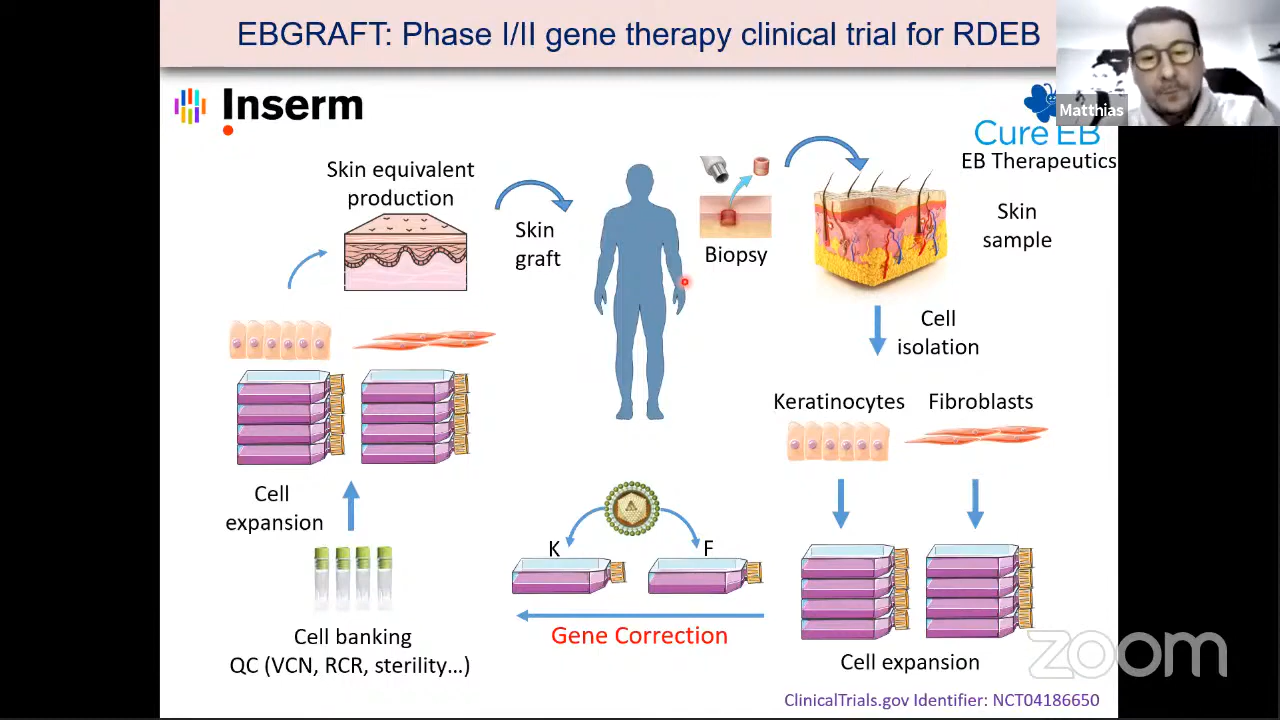 EBGRAFT: Phase I/II gene therapy clinical trial for RDEB
Inserm
Matthias
Cure EB
EB Therapeutics
Skin equivalent
production
Skin
graft
Biopsy
Skin
sample
Cell
isolation
Keratinocytes
Fibroblasts
Cell
expansion
K
F
Gene Correction
Cell banking
QC (VCN, RCR, sterility…)
Cell expansion
zoom
ClinicalTrials.gov Identifier: NCT04186650